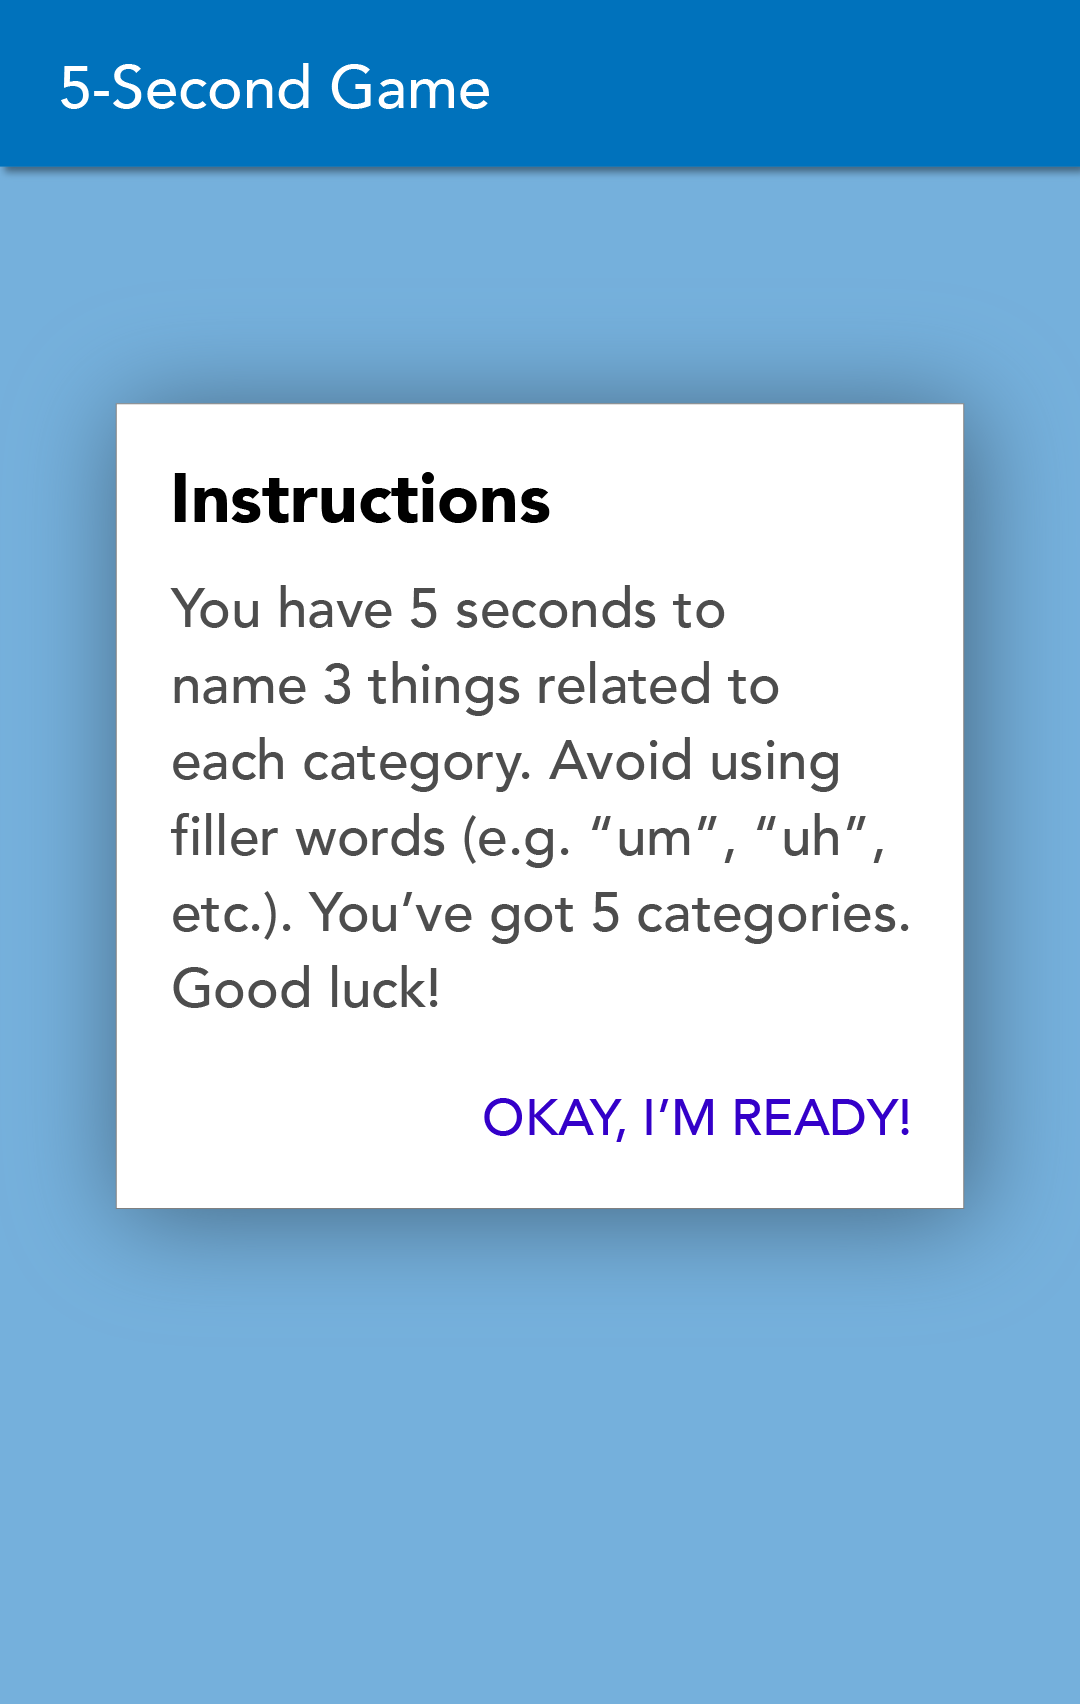 5-Second Game
Instructions
You have 5 seconds to
name 3 things related to
each category. Avoid using
filler words (e.g. “um”, “uh”,
etc.). You’ve got 5 categories.
Good luck!
OKAY, I’M READY!